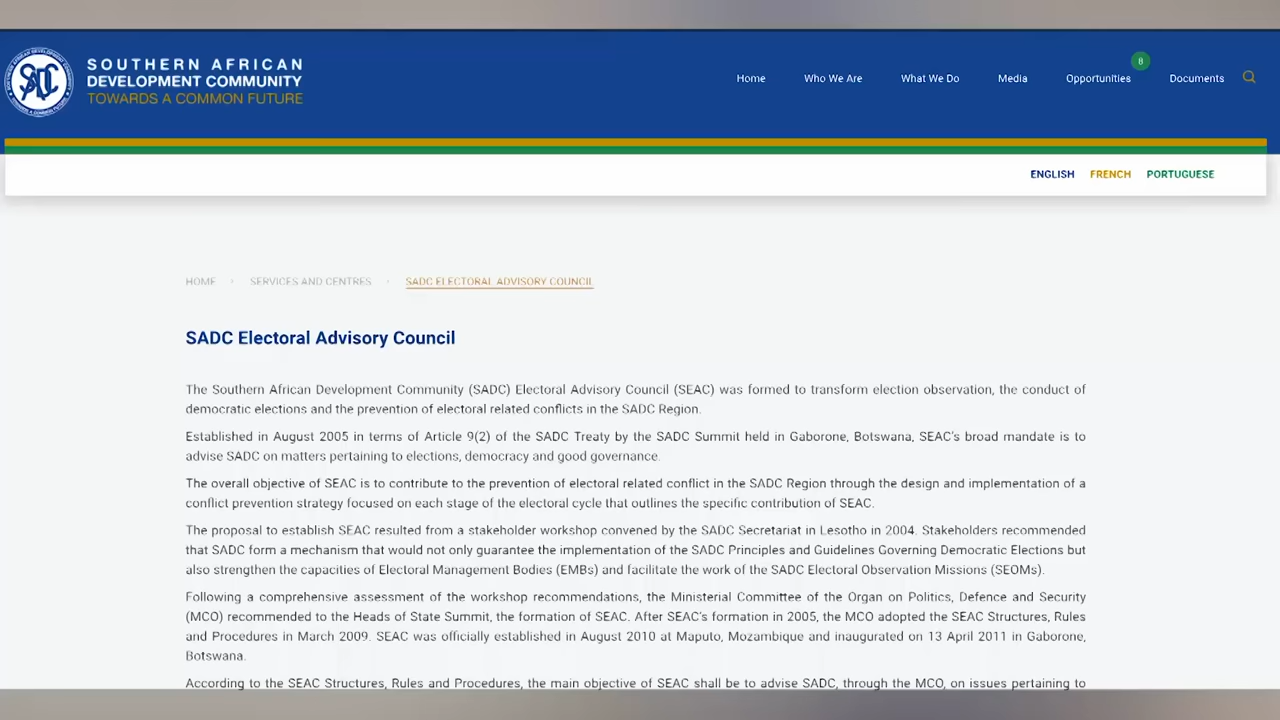 SOUTHERN AFRICAN
DEVELOPMENT COMMUNITY
TOWARDS A COMMON FUTURE
SADC
Home
Who We Are
What We Do
Media
Opportunities
8
Documents
ENGLISH FRENCH PORTUGUESE
HOME › SERVICES AND CENTRES › SADC ELECTORAL ADVISORY COUNCIL
SADC Electoral Advisory Council
The Southern African Development Community (SADC) Electoral Advisory Council (SEAC) was formed to transform election observation, the conduct of
democratic elections and the prevention of electoral related conflicts in the SADC Region.
Established in August 2005 in terms of Article 9(2) of the SADC Treaty by the SADC Summit held in Gaborone, Botswana, SEAC's broad mandate is to
advise SADC on matters pertaining to elections, democracy and good governance.
The overall objective of SEAC is to contribute to the prevention of electoral related conflict in the SADC Region through the design and implementation of a
conflict prevention strategy focused on each stage of the electoral cycle that outlines the specific contribution of SEAC.
The proposal to establish SEAC resulted from a stakeholder workshop convened by the SADC Secretariat in Lesotho in 2004. Stakeholders recommended
that SADC form a mechanism that would not only guarantee the implementation of the SADC Principles and Guidelines Governing Democratic Elections but
also strengthen the capacities of Electoral Management Bodies (EMBs) and facilitate the work of the SADC Electoral Observation Missions (SEOMs).
Following a comprehensive assessment of the workshop recommendations, the Ministerial Committee of the Organ on Politics, Defence and Security
(MCO) recommended to the Heads of State Summit, the formation of SEAC. After SEAC's formation in 2005, the MCO adopted the SEAC Structures, Rules
and Procedures in March 2009. SEAC was officially established in August 2010 at Maputo, Mozambique and inaugurated on 13 April 2011 in Gaborone,
Botswana.
According to the SEAC Structures, Rules and Procedures, the main objective of SEAC shall be to advise SADC, through the MCO, on issues pertaining to